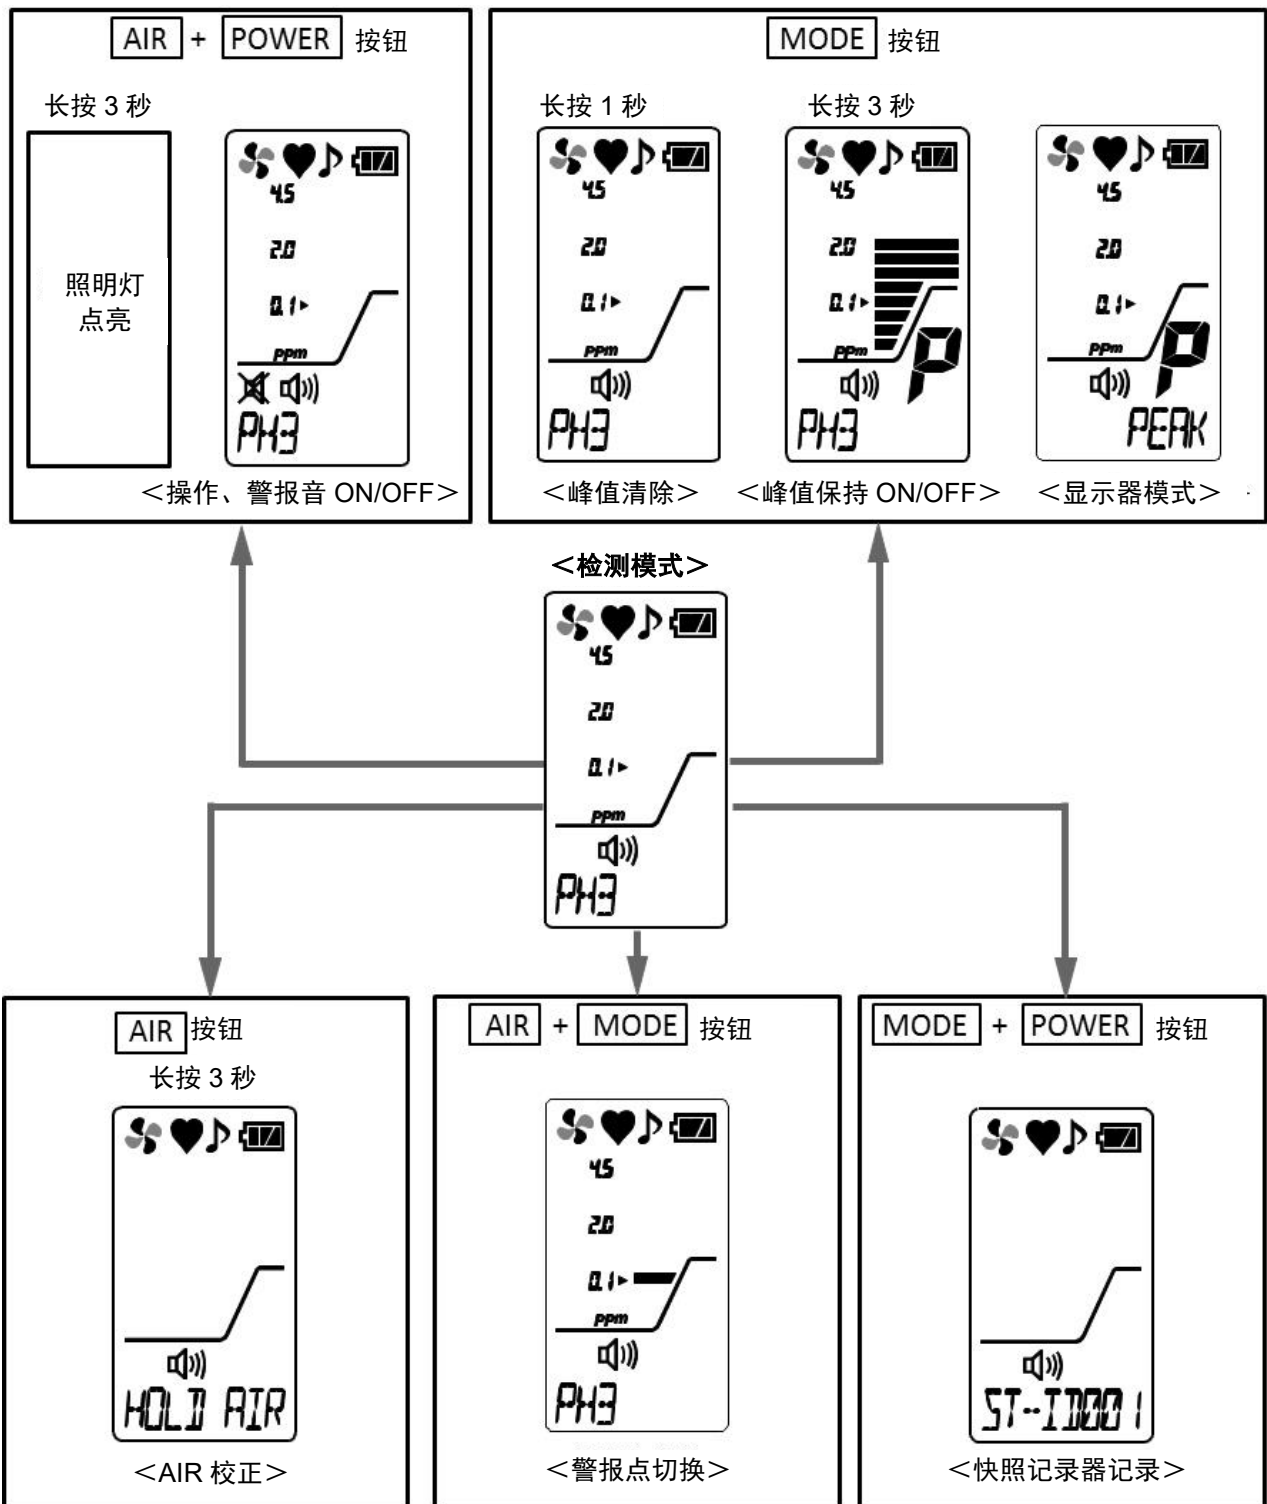 AIR + POWER 按钮
长按 3 秒
照明灯
点亮
4.5
2.0
0.1
ppm
PH3
＜操作、警报音 ON/OFF＞
MODE 按钮
长按 1 秒
4.5
2.0
0.1
ppm
PH3
＜峰值清除＞
长按 3 秒
4.5
2.0
0.1
ppm
P
PH3
＜峰值保持 ON/OFF＞
4.5
2.0
0.1
ppm
P
PEAK
＜显示器模式＞
＜检测模式＞
4.5
2.0
0.1
ppm
PH3
AIR 按钮
长按 3 秒
HOLD AIR
＜AIR 校正＞
AIR + MODE 按钮
4.5
2.0
0.1
ppm
PH3
＜警报点切换＞
MODE + POWER 按钮
ST--ID001
＜快照记录器记录＞